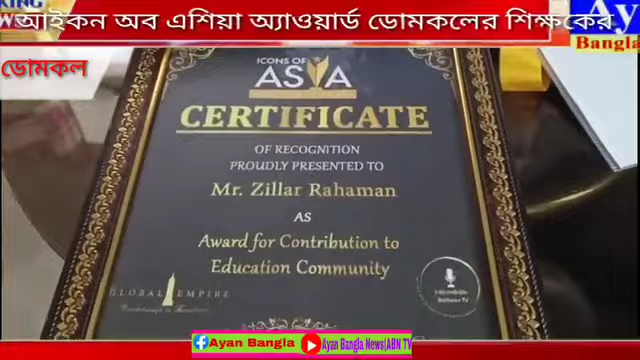 আইকন অব এশিয়া অ্যাওয়ার্ড ডোমকলের শিক্ষকের
Bangla
ডোমকল
ICONS OF
ASIA
CERTIFICATE
OF RECOGNITION
PROUDLY PRESENTED TO
Mr. Zillar Rahaman
AS
Award for Contribution to
Education Community
GLOBAL EMPIRE
Ayan Bangla
Ayan Bangla News|ABN TV